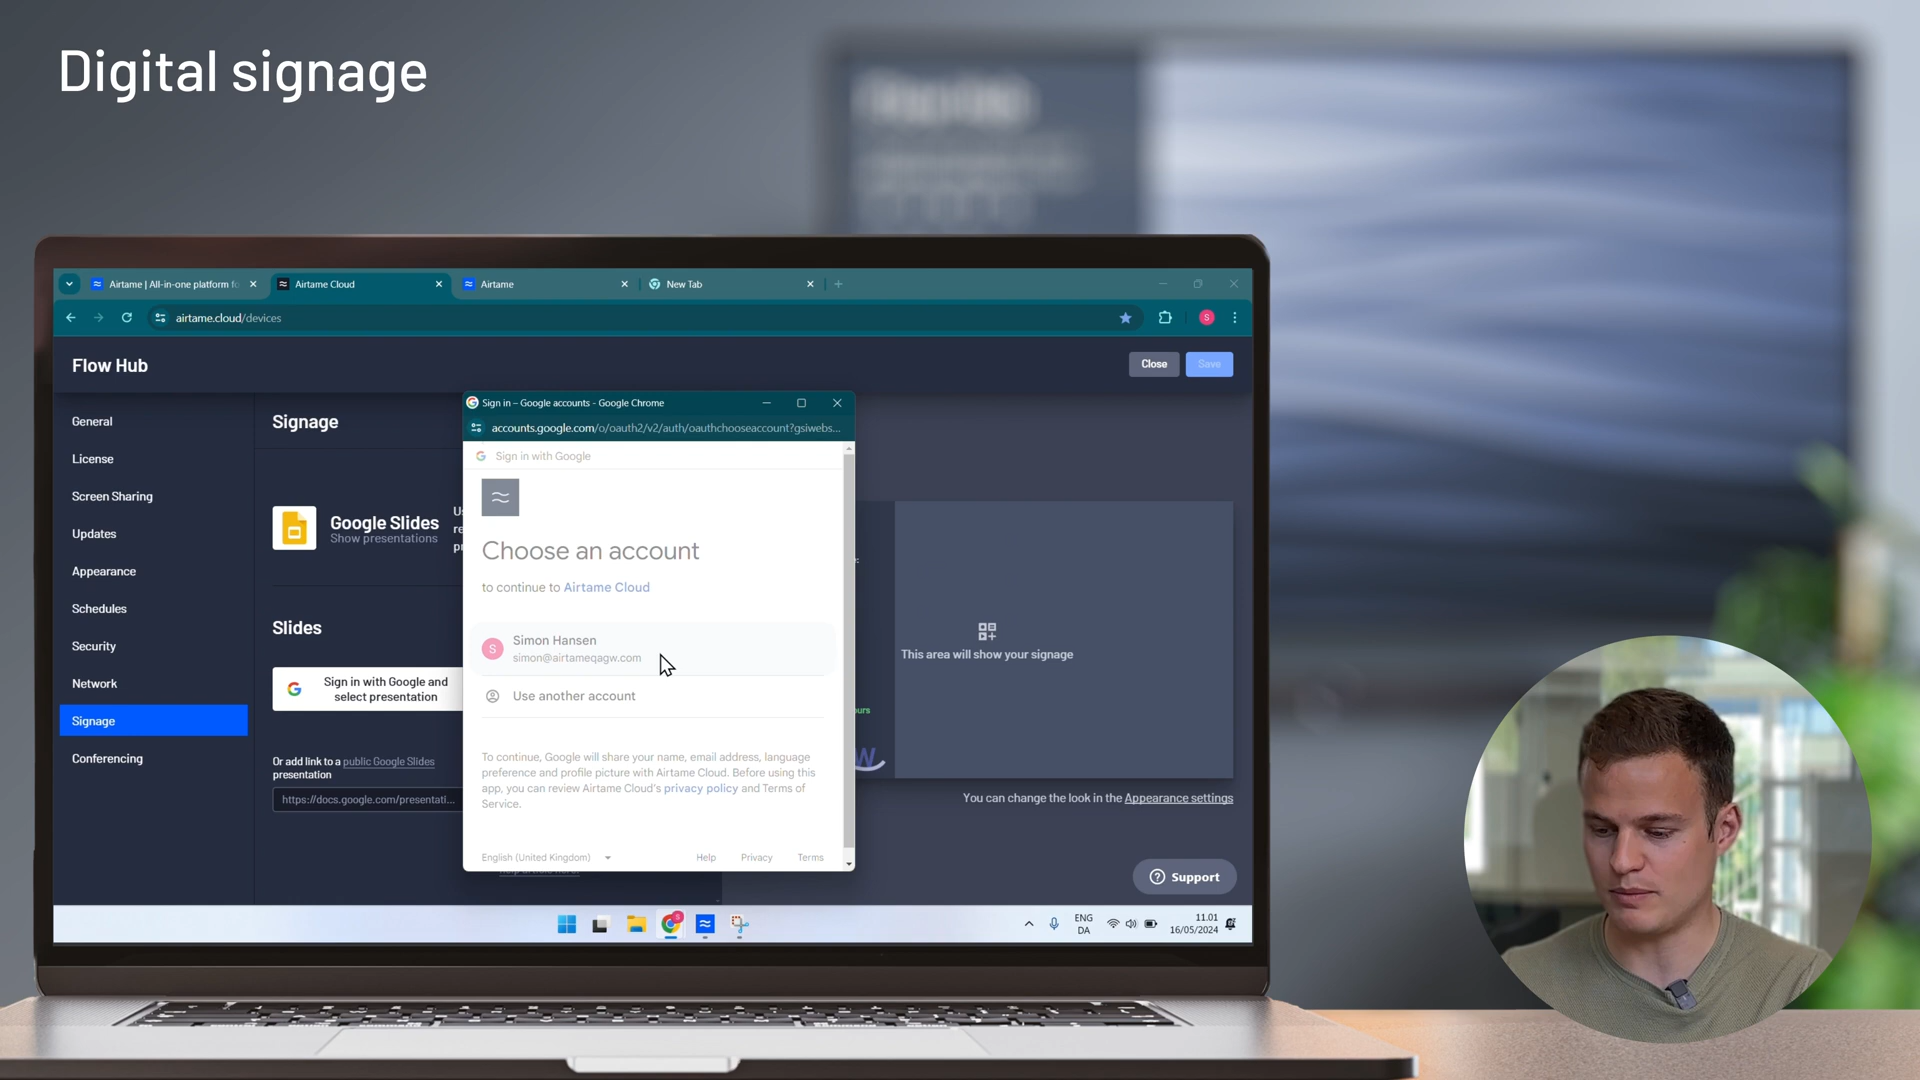 Digital signage
Airtame | All-in-one platform fo
Airtame Cloud
Airtame
New Tab
airtame.cloud/devices
S
Flow Hub
Close
Save
General
License
Screen Sharing
Updates
Appearance
Schedules
Security
Network
Signage
Conferencing
Signage
Google Slides
Show presentations
Slides
Sign in with Google and
select presentation
Or add link to a public Google Slides
presentation
https://docs.google.com/presentati...
Sign in – Google accounts - Google Chrome
accounts.google.com/o/oauth2/v2/auth/oauthchooseaccount?gsiwebs...
Sign in with Google
Choose an account
to continue to Airtame Cloud
S
Simon Hansen
simon@airtameqagw.com
Use another account
To continue, Google will share your name, email address, language
preference and profile picture with Airtame Cloud. Before using this
app, you can review Airtame Cloud's privacy policy and Terms of
Service.
English (United Kingdom)
Help
Privacy
Terms
This area will show your signage
You can change the look in the Appearance settings
Support
ENG
DA
11.01
16/05/2024